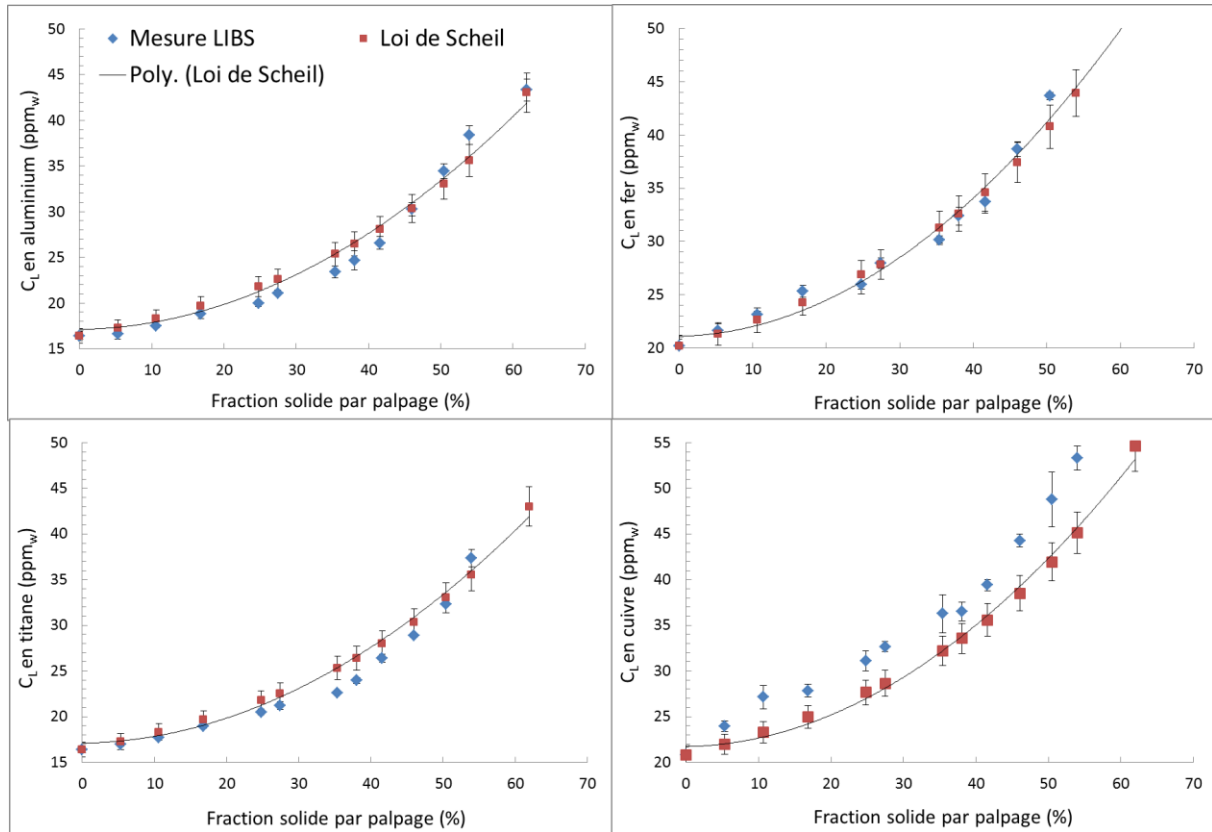 50
45
40
35
30
25
20
15
C_L en aluminium (ppm_w)
Mesure LIBS
Loi de Scheil
Poly. (Loi de Scheil)
0 10 20 30 40 50 60 70
Fraction solide par palpage (%)
50
45
40
35
30
25
20
C_L en fer (ppm_w)
0 10 20 30 40 50 60 70
Fraction solide par palpage (%)
50
45
40
35
30
25
20
15
C_L en titane (ppm_w)
0 10 20 30 40 50 60 70
Fraction solide par palpage (%)
55
50
45
40
35
30
25
20
C_L en cuivre (ppm_w)
0 10 20 30 40 50 60 70
Fraction solide par palpage (%)